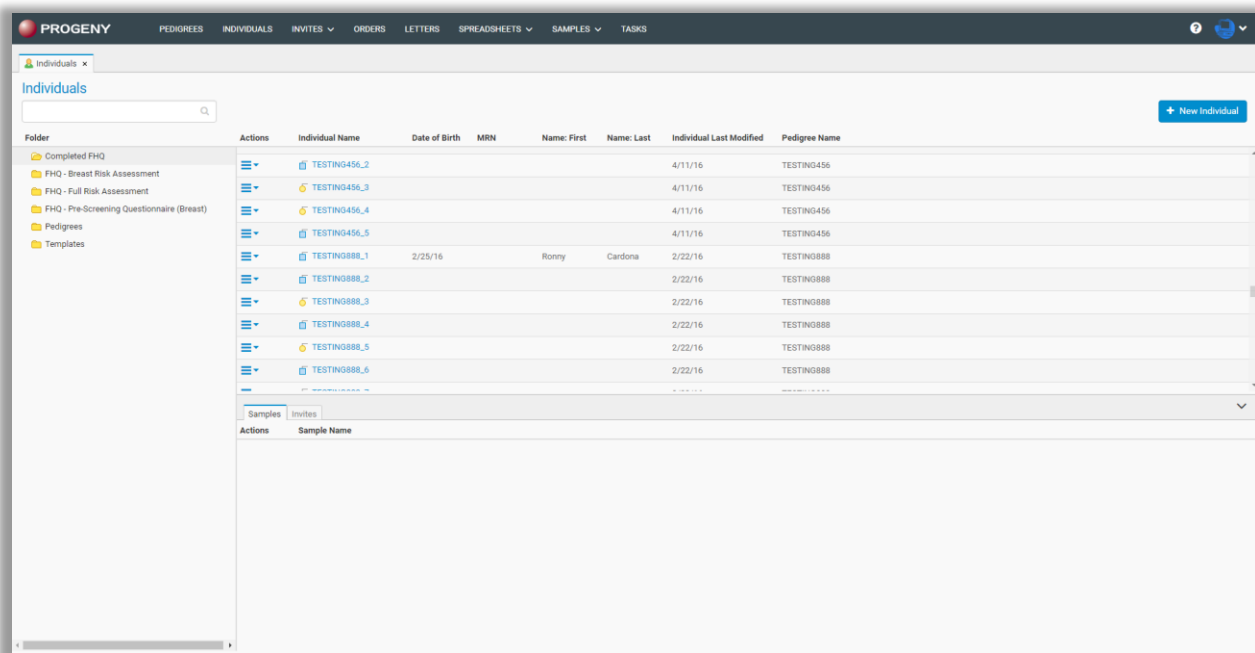 PROGENY PEDIGREES INDIVIDUALS INVITES ORDERS LETTERS SPREADSHEETS SAMPLES TASKS
Individuals ×
Individuals
+ New Individual
Folder Actions Individual Name Date of Birth MRN Name: First Name: Last Individual Last Modified Pedigree Name
Completed FHQ
FHQ - Breast Risk Assessment
FHQ - Full Risk Assessment
FHQ - Pre-Screening Questionnaire (Breast)
Pedigrees
Templates
TESTING456_2 4/11/16 TESTING456
TESTING456_3 4/11/16 TESTING456
TESTING456_4 4/11/16 TESTING456
TESTING456_5 4/11/16 TESTING456
TESTING888_1 2/25/16 Ronny Cardona 2/22/16 TESTING888
TESTING888_2 2/22/16 TESTING888
TESTING888_3 2/22/16 TESTING888
TESTING888_4 2/22/16 TESTING888
TESTING888_5 2/22/16 TESTING888
TESTING888_6 2/22/16 TESTING888
Samples Invites
Actions Sample Name